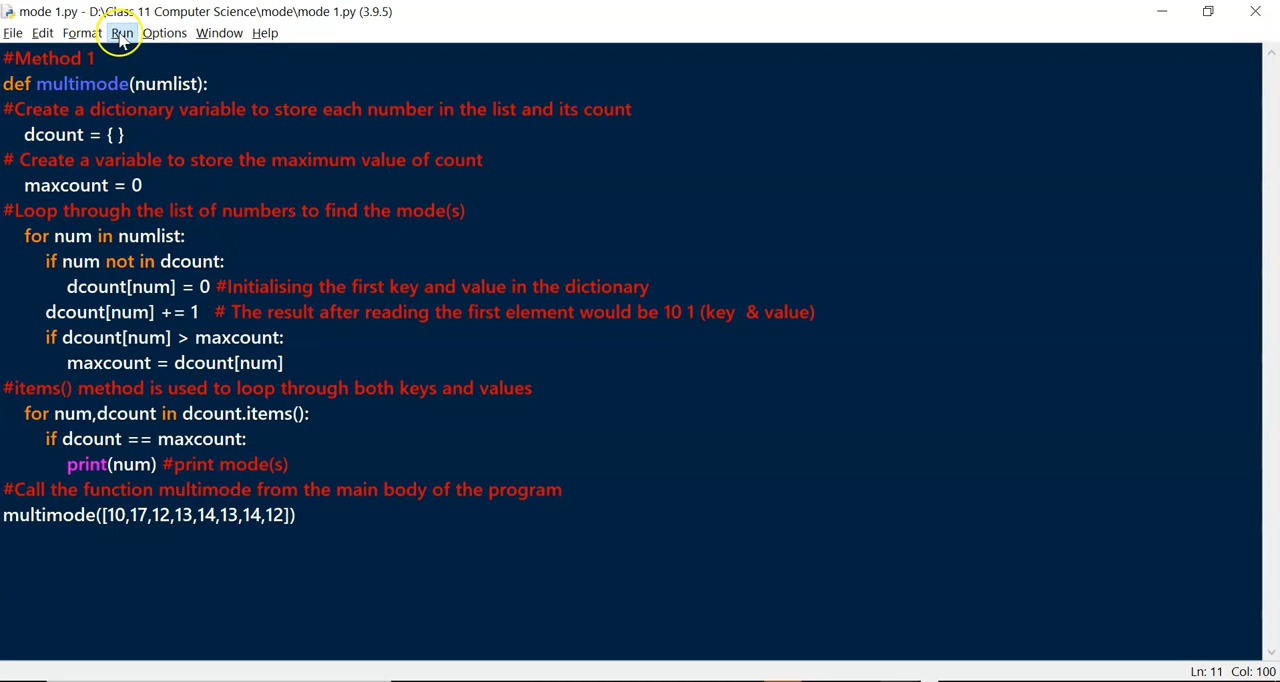 mode 1.py - D:\Class 11 Computer Science\mode\mode 1.py (3.9.5)
File Edit Format Run Options Window Help
#Method 1
def multimode(numlist):
#Create a dictionary variable to store each number in the list and its count
dcount = { }
# Create a variable to store the maximum value of count
maxcount = 0
#Loop through the list of numbers to find the mode(s)
for num in numlist:
if num not in dcount:
dcount[num] = 0 #Initialising the first key and value in the dictionary
dcount[num] += 1 # The result after reading the first element would be 10 1 (key & value)
if dcount[num] > maxcount:
maxcount = dcount[num]
#items() method is used to loop through both keys and values
for num,dcount in dcount.items():
if dcount == maxcount:
print(num) #print mode(s)
#Call the function multimode from the main body of the program
multimode([10,17,12,13,14,13,14,12])
Ln: 11 Col: 100